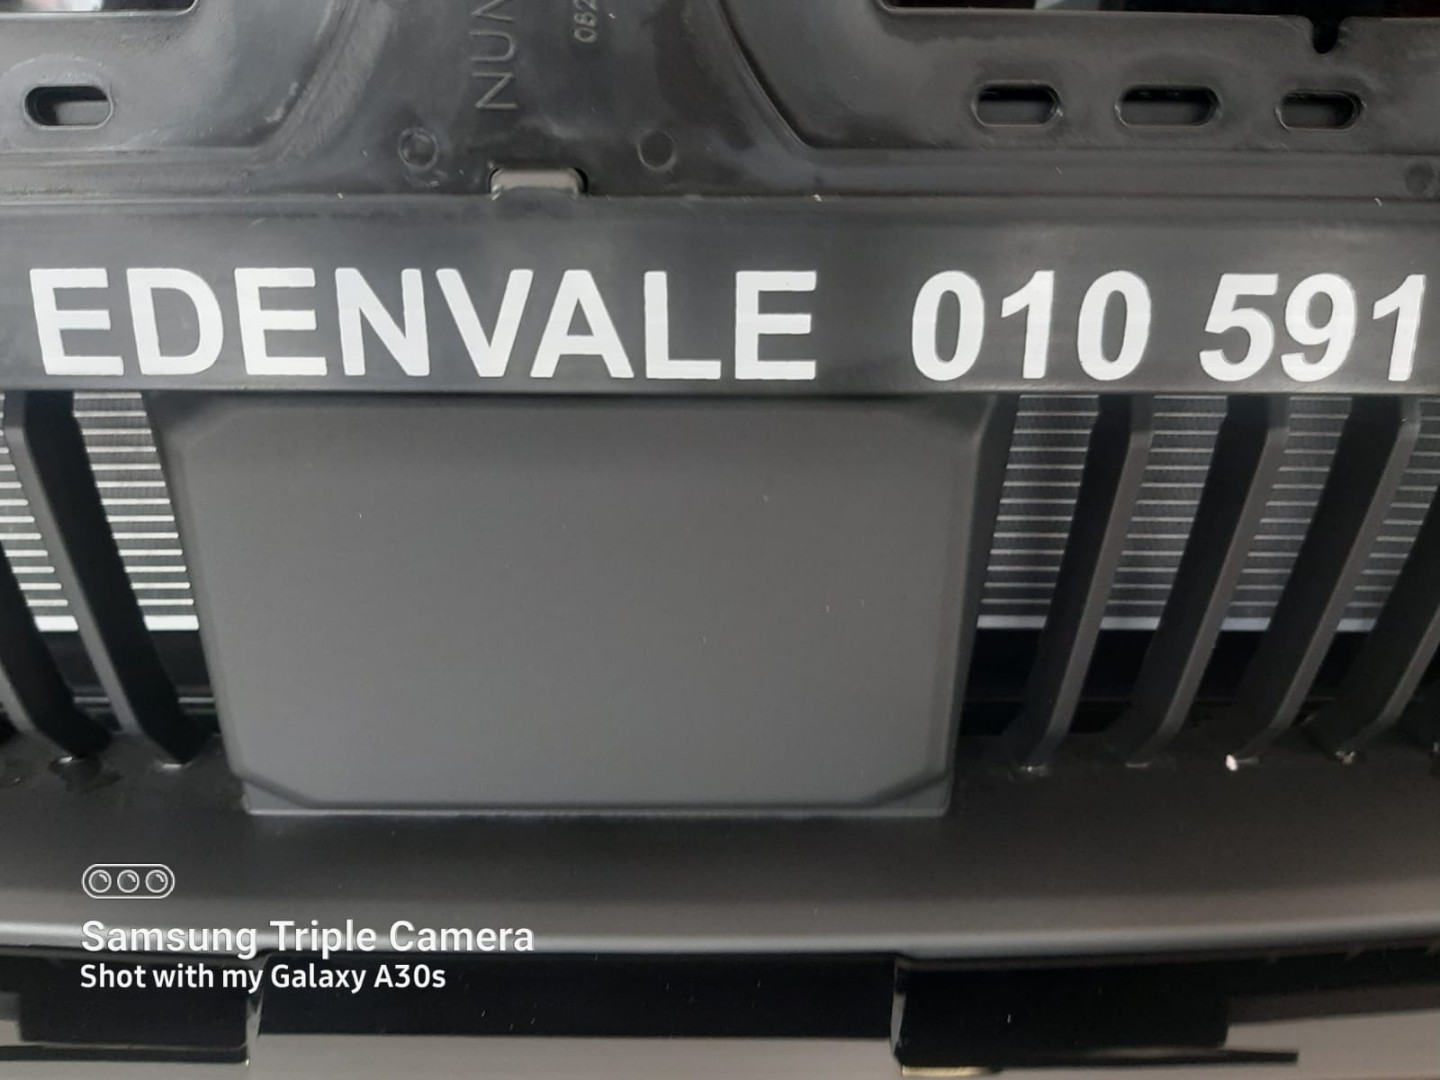 EDENVALE 010 591
Samsung Triple Camera
Shot with my Galaxy A30s